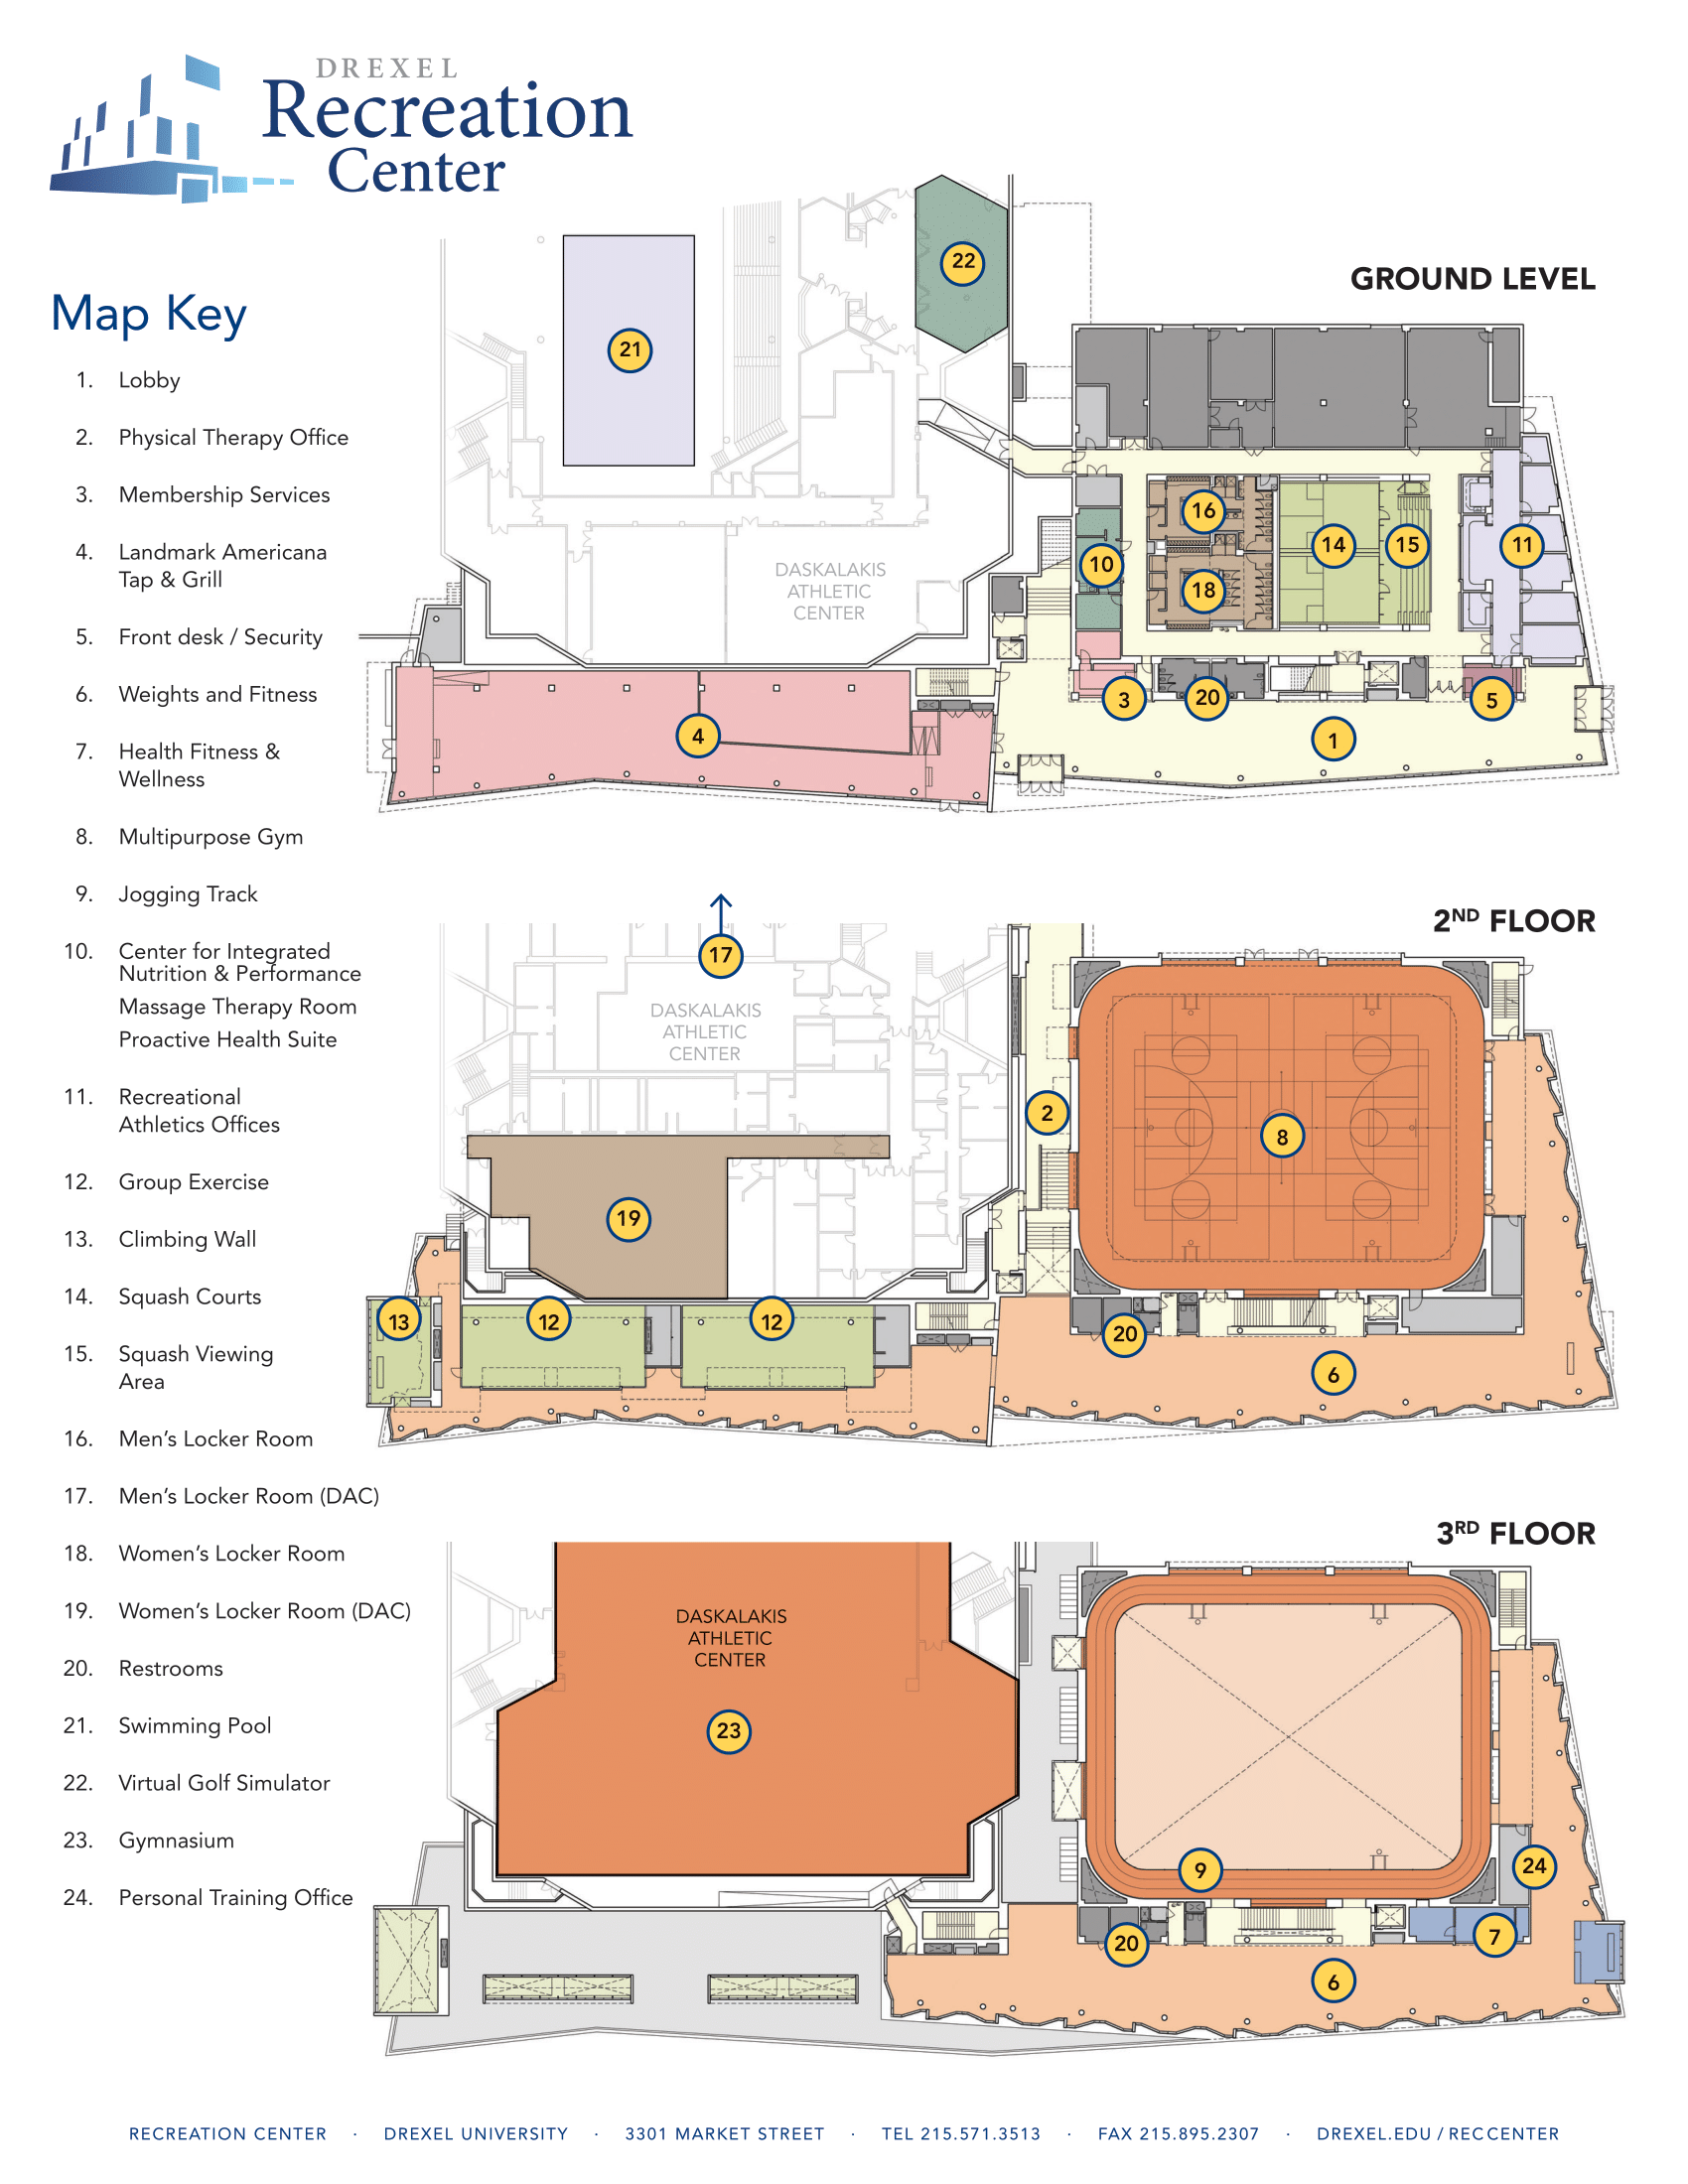 DREXEL
Recreation
Center
Map Key
1. Lobby
2. Physical Therapy Office
3. Membership Services
4. Landmark Americana
Tap & Grill
5. Front desk / Security
6. Weights and Fitness
7. Health Fitness &
Wellness
8. Multipurpose Gym
9. Jogging Track
10. Center for Integrated
Nutrition & Performance
Massage Therapy Room
Proactive Health Suite
11. Recreational
Athletics Offices
12. Group Exercise
13. Climbing Wall
14. Squash Courts
15. Squash Viewing
Area
16. Men's Locker Room
17. Men's Locker Room (DAC)
18. Women's Locker Room
19. Women's Locker Room (DAC)
20. Restrooms
21. Swimming Pool
22. Virtual Golf Simulator
23. Gymnasium
24. Personal Training Office
GROUND LEVEL
22
21
16
14
15
11
10
18
DASKALAKIS
ATHLETIC
CENTER
3
20
5
4
1
2ND FLOOR
17
DASKALAKIS
ATHLETIC
CENTER
2
8
19
13
12
12
20
6
3RD FLOOR
DASKALAKIS
ATHLETIC
CENTER
23
9
24
20
7
6
RECREATION CENTER · DREXEL UNIVERSITY · 3301 MARKET STREET · TEL 215.571.3513 · FAX 215.895.2307 · DREXEL.EDU / RECCENTER